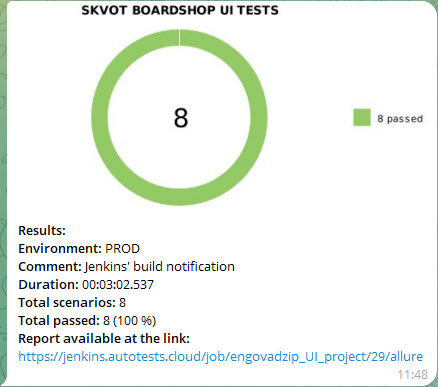 SKVOT BOARDSHOP UI TESTS
8
8 passed
Results:
Environment: PROD
Comment: Jenkins' build notification
Duration: 00:03:02.537
Total scenarios: 8
Total passed: 8 (100 %)
Report available at the link:
https://jenkins.autotests.cloud/job/engovadzip_UI_project/29/allure
11:48